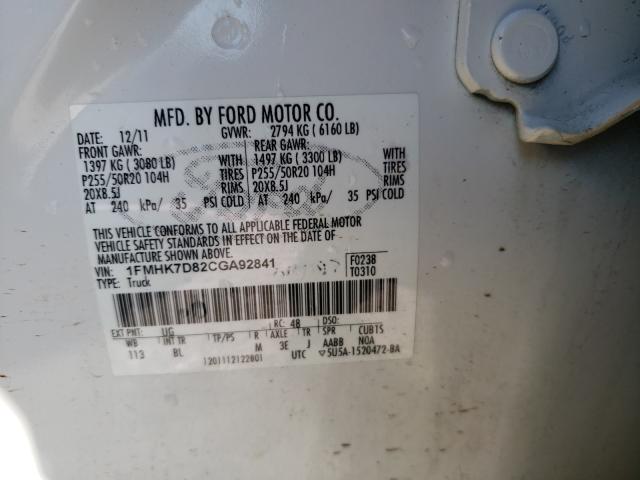 MFD. BY FORD MOTOR CO.
DATE: 12/11 GVWR: 2794 KG ( 6160 LB)
FRONT GAWR: REAR GAWR:
1397 KG ( 3080 LB) WITH 1497 KG ( 3300 LB) WITH
P255/50R20 104H TIRES P255/50R20 104H TIRES
20X8.5J RIMS 20X8.5J RIMS
AT 240 kPa/ 35 PSI COLD AT 240 kPa/ 35 PSI COLD
THIS VEHICLE CONFORMS TO ALL APPLICABLE FEDERAL MOTOR
VEHICLE SAFETY STANDARDS IN EFFECT ON THE DATE OF
MANUFACTURE SHOWN ABOVE.
VIN: 1FMHK7D82CGA92841 F0238
TYPE: Truck T0310
EXT PNT: UG RC: 48 DSO:
WB INT TR TP/PS R AXLE TR SPR CUBTS
113 BL M 3E J AABB NOA
1201112122801 UTC 5U5A-1520472-BA